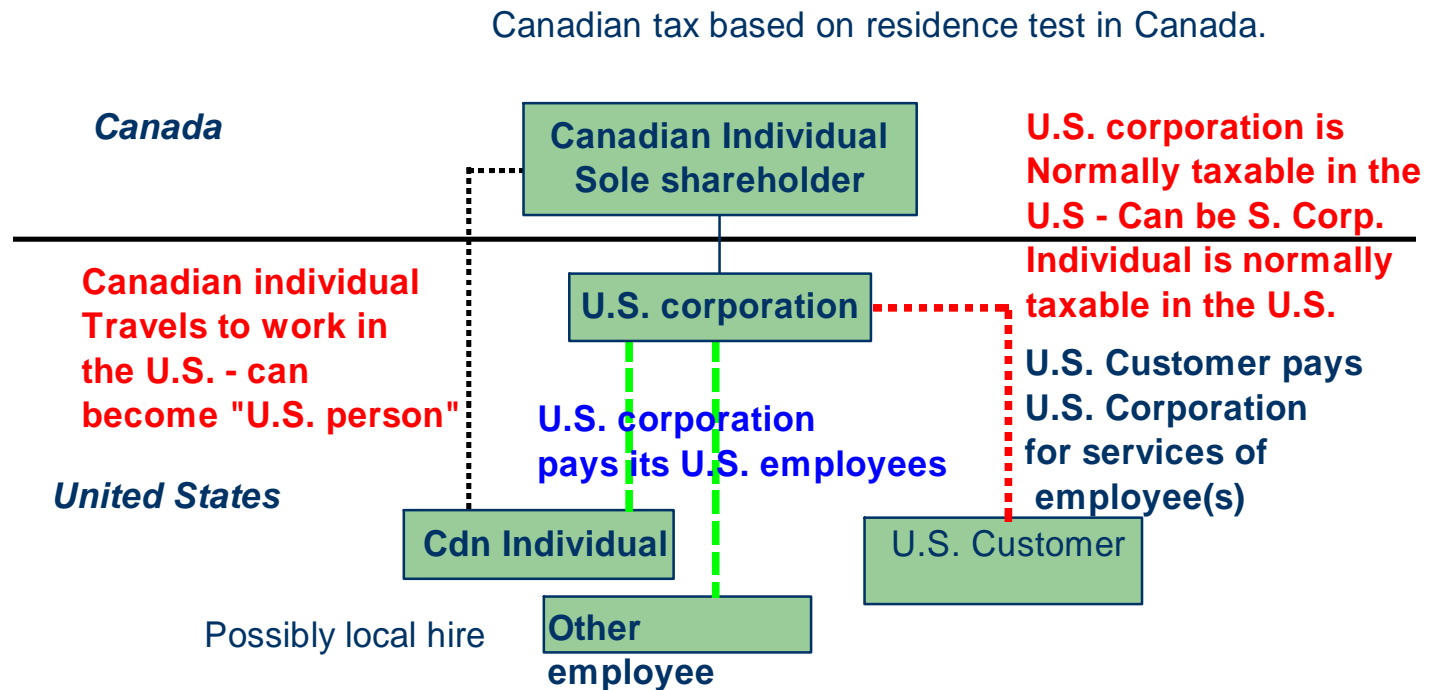 Canadian tax based on residence test in Canada.
Canada
Canadian Individual
Sole shareholder
U.S. corporation is
Normally taxable in the
U.S - Can be S. Corp.
Individual is normally
taxable in the U.S.
Canadian individual
Travels to work in
the U.S. - can
become "U.S. person"
U.S. corporation
U.S. Customer pays
U.S. Corporation
for services of
employee(s)
U.S. corporation
pays its U.S. employees
United States
Cdn Individual
U.S. Customer
Possibly local hire
Other
employee